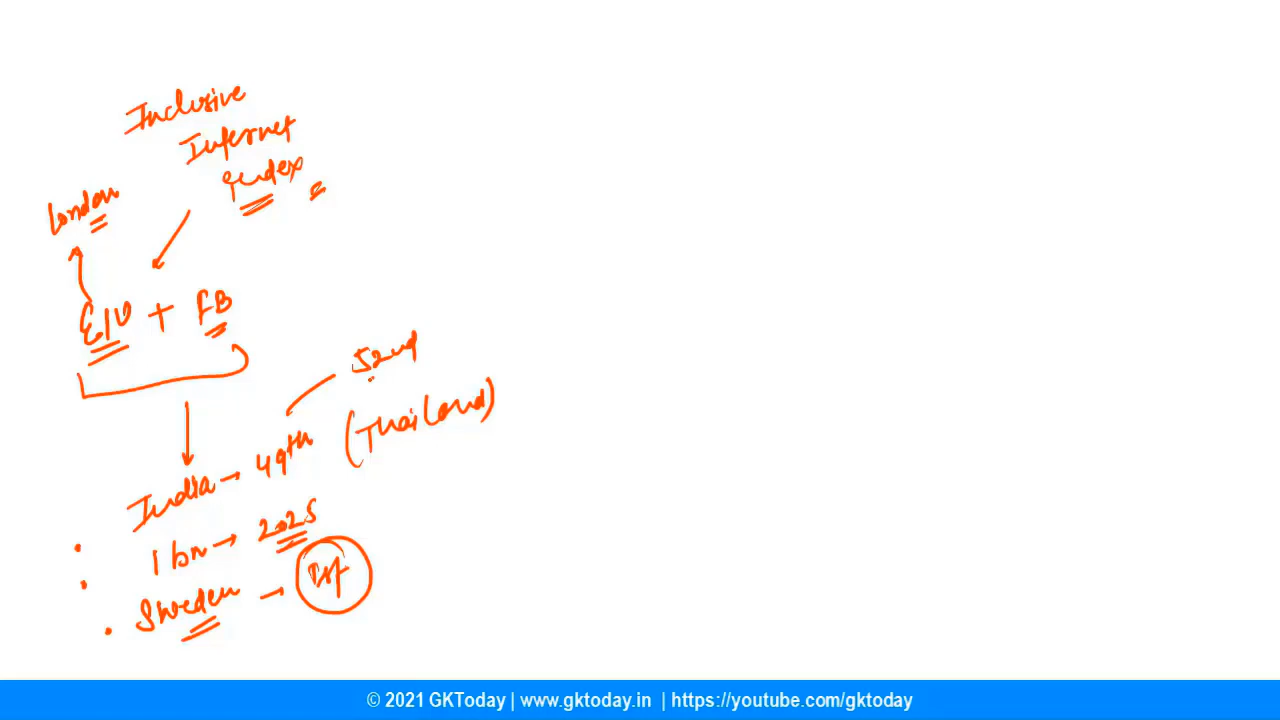 Inclusive
Internet
Index
London
EIU + FB
52nd
India → 49th (Thailand)
1 bn → 2025
Sweden → 1st
© 2021 GKToday | www.gktoday.in | https://youtube.com/gktoday